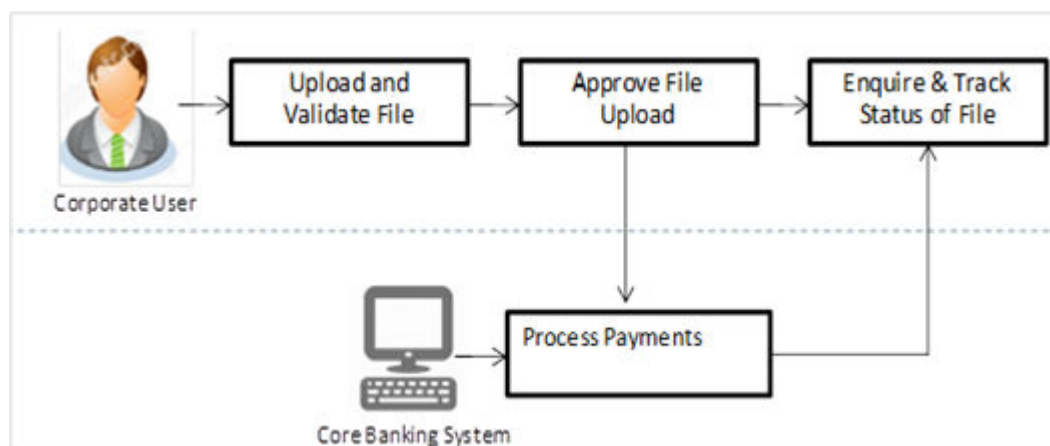 Upload and
Validate File
Approve File
Upload
Enquire & Track
Status of File
Corporate User
Process Payments
Core Banking System